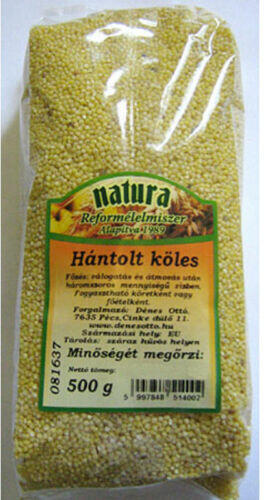 natura
Reformélelmiszer
Alapítva 1989
Hántolt köles
Főzés: válogatás és átmosás után
háromszoros mennyiségű vízben.
Fogyasztható köretként vagy
főételként.
Forgalmazó: Dénes Ottó.
7635 Pécs, Cinke dűlő 11.
www.denesotto.hu
Származási hely: EU
Tárolás: száraz hűvös helyen
Minőségét megőrzi:
Nettó tömeg:
500 g
081637
5 997848 514002